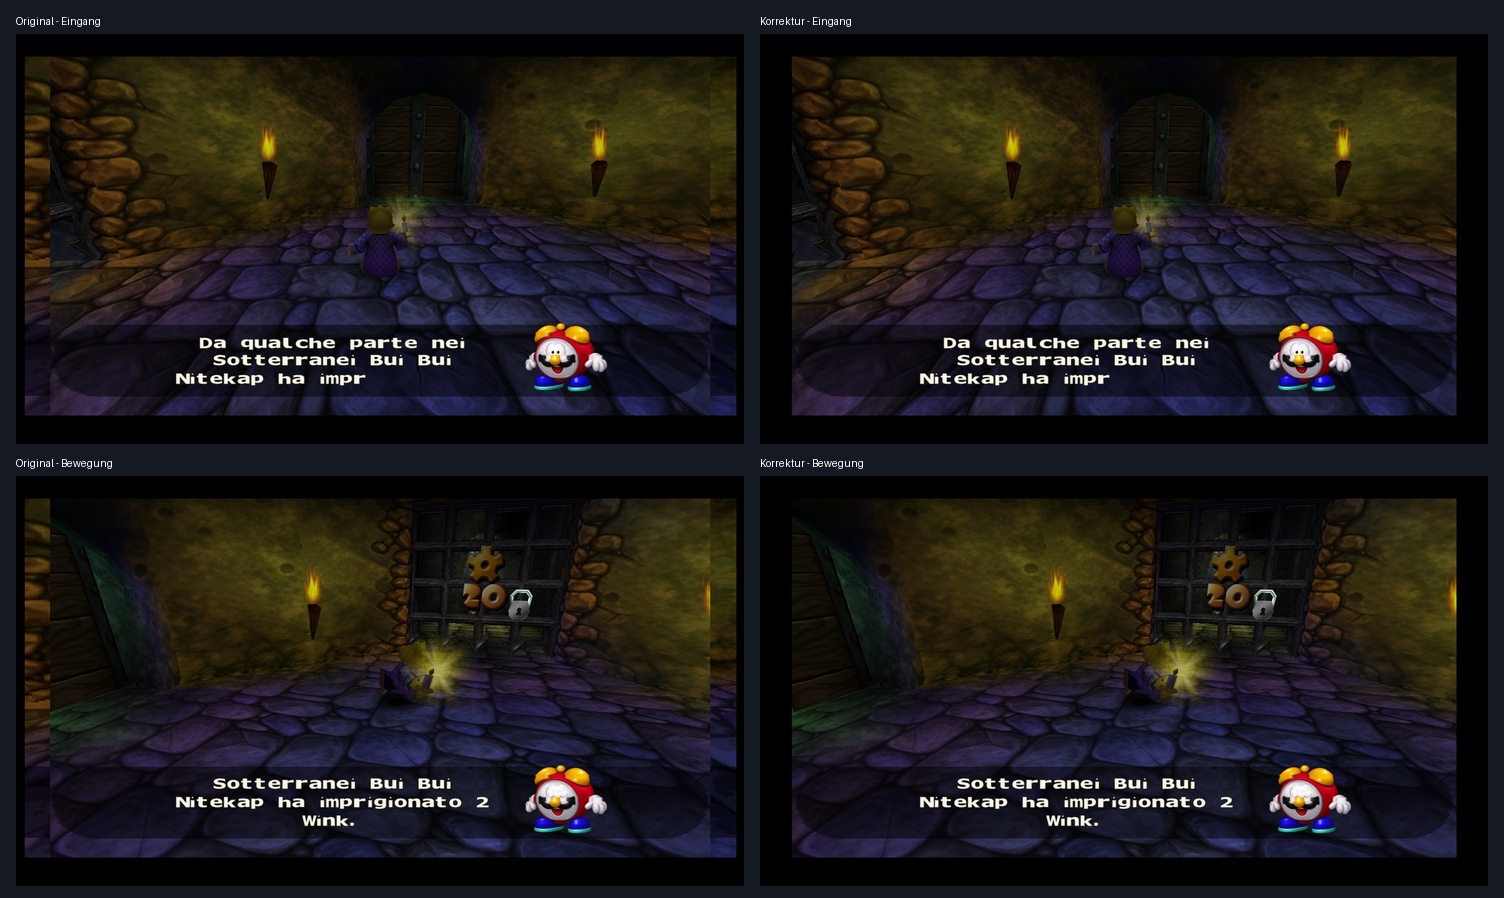 Original - Eingang
Korrektur - Eingang
Da qualche parte nei
Sotterranei Bui Bui
Nitekap ha impr
Da qualche parte nei
Sotterranei Bui Bui
Nitekap ha impr
Original - Bewegung
Korrektur - Bewegung
20
20
Sotterranei Bui Bui
Nitekap ha imprigionato 2
Wink.
Sotterranei Bui Bui
Nitekap ha imprigionato 2
Wink.